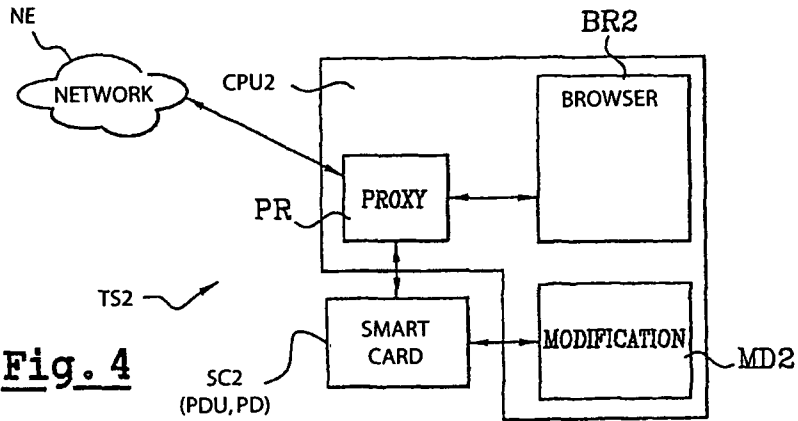 NE
NETWORK
CPU2
BR2
BROWSER
PROXY
PR
TS2
SMART
CARD
MODIFICATION
MD2
SC2
(PDU, PD)
Fig. 4